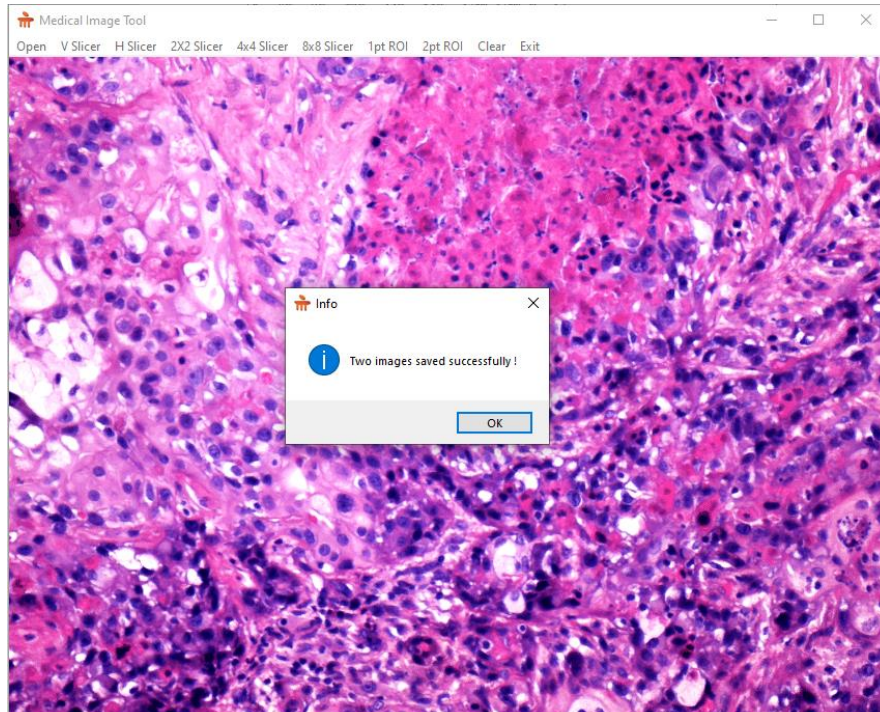 Medical Image Tool
Open V Slicer H Slicer 2X2 Slicer 4x4 Slicer 8x8 Slicer 1pt ROI 2pt ROI Clear Exit
Info
Two images saved successfully !
OK